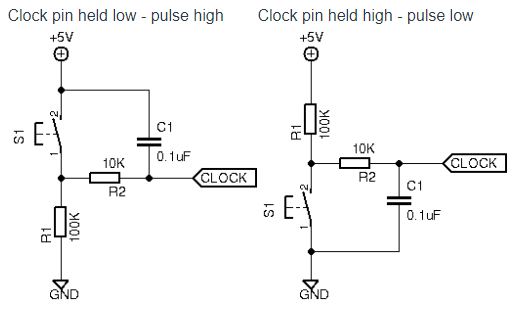 Clock pin held low - pulse high
+5V
2
S1
1
C1
0.1uF
10K
R2
CLOCK
R1
100K
GND
Clock pin held high - pulse low
+5V
R1
100K
10K
R2
CLOCK
C1
0.1uF
2
S1
1
GND